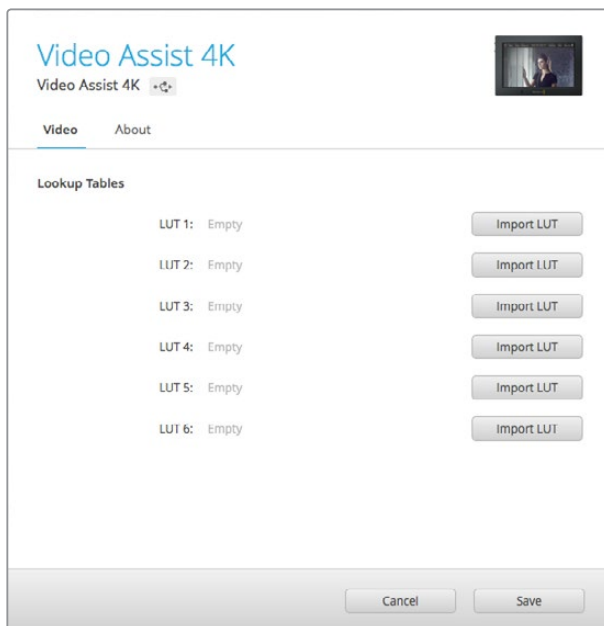 Video Assist 4K
Video Assist 4K
Video About
Lookup Tables
LUT 1: Empty Import LUT
LUT 2: Empty Import LUT
LUT 3: Empty Import LUT
LUT 4: Empty Import LUT
LUT 5: Empty Import LUT
LUT 6: Empty Import LUT
Cancel Save